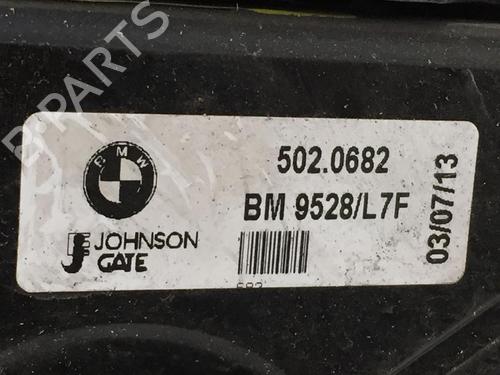 B-PARTS
BMW
502.0682
BM 9528/L7F
JOHNSON
GATE
03/07/13